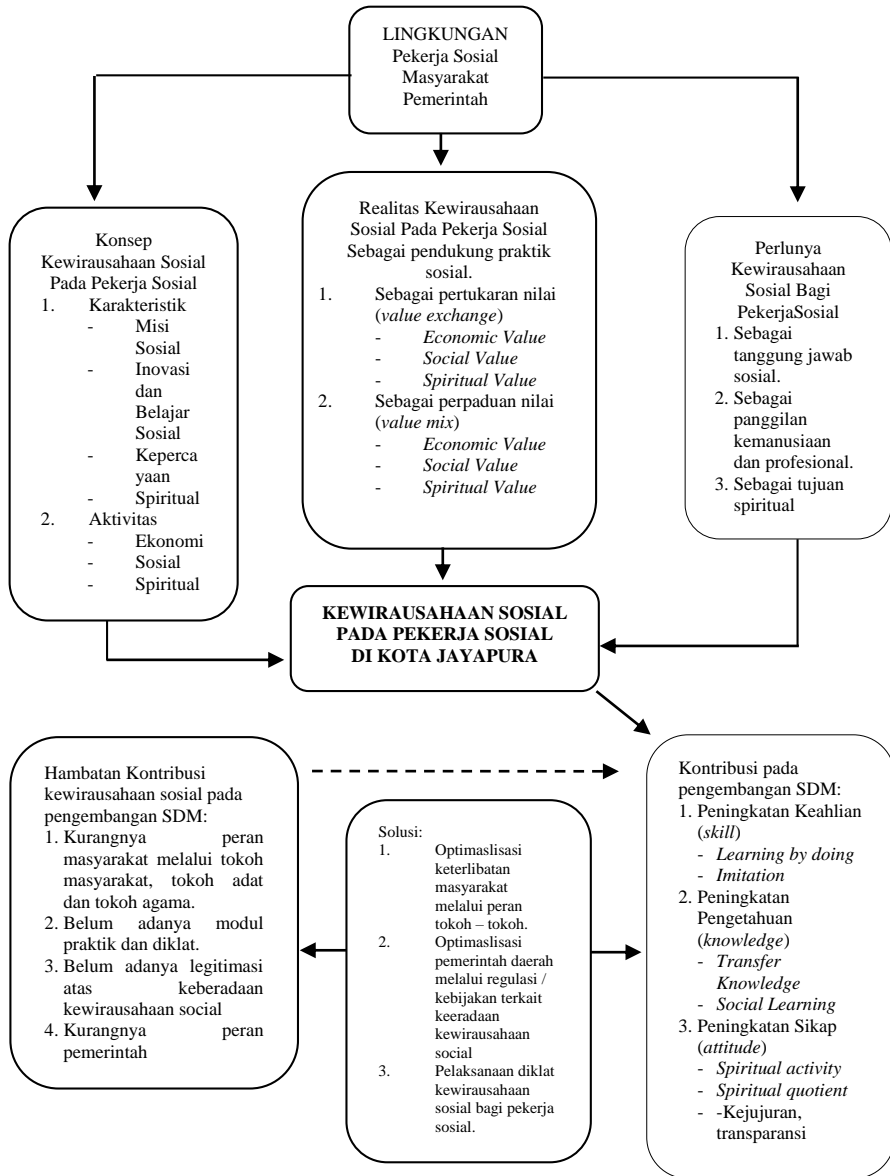 LINGKUNGAN
Pekerja Sosial
Masyarakat
Pemerintah
Konsep
Kewirausahaan Sosial
Pada Pekerja Sosial
1. Karakteristik
- Misi
Sosial
- Inovasi
dan
Belajar
Sosial
- Keperca
yaan
- Spiritual
2. Aktivitas
- Ekonomi
- Sosial
- Spiritual
Realitas Kewirausahaan
Sosial Pada Pekerja Sosial
Sebagai pendukung praktik
sosial.
1. Sebagai pertukaran nilai
(value exchange)
- Economic Value
- Social Value
- Spiritual Value
2. Sebagai perpaduan nilai
(value mix)
- Economic Value
- Social Value
- Spiritual Value
Perlunya
Kewirausahaan
Sosial Bagi
PekerjaSosial
1. Sebagai
tanggung jawab
sosial.
2. Sebagai
panggilan
kemanusiaan
dan profesional.
3. Sebagai tujuan
spiritual
KEWIRAUSAHAAN SOSIAL
PADA PEKERJA SOSIAL
DI KOTA JAYAPURA
Hambatan Kontribusi
kewirausahaan sosial pada
pengembangan SDM:
1. Kurangnya peran
masyarakat melalui tokoh
masyarakat, tokoh adat
dan tokoh agama.
2. Belum adanya modul
praktik dan diklat.
3. Belum adanya legitimasi
atas keberadaan
kewirausahaan social
4. Kurangnya peran
pemerintah
Solusi:
1. Optimaslisasi
keterlibatan
masyarakat
melalui peran
tokoh – tokoh.
2. Optimaslisasi
pemerintah daerah
melalui regulasi /
kebijakan terkait
keeradaan
kewirausahaan
social
3. Pelaksanaan diklat
kewirausahaan
sosial bagi pekerja
sosial.
Kontribusi pada
pengembangan SDM:
1. Peningkatan Keahlian
(skill)
- Learning by doing
- Imitation
2. Peningkatan
Pengetahuan
(knowledge)
- Transfer
Knowledge
- Social Learning
3. Peningkatan Sikap
(attitude)
- Spiritual activity
- Spiritual quotient
- -Kejujuran,
transparansi